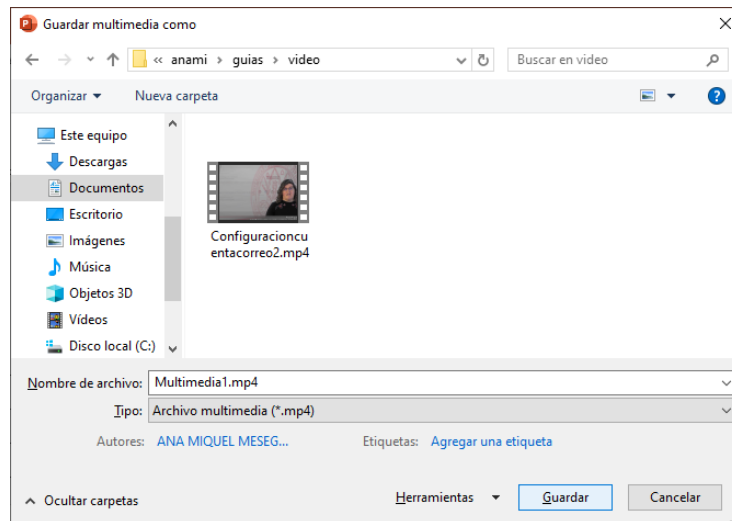 Guardar multimedia como
« anami > guias > video
Buscar en video
Organizar
Nueva carpeta
Este equipo
Descargas
Documentos
Escritorio
Imágenes
Música
Objetos 3D
Vídeos
Disco local (C:)
Configuracioncu
entacorreo2.mp4
Nombre de archivo: Multimedia1.mp4
Tipo: Archivo multimedia (*.mp4)
Autores: ANA MIQUEL MESEG...
Etiquetas: Agregar una etiqueta
Ocultar carpetas
Herramientas
Guardar
Cancelar